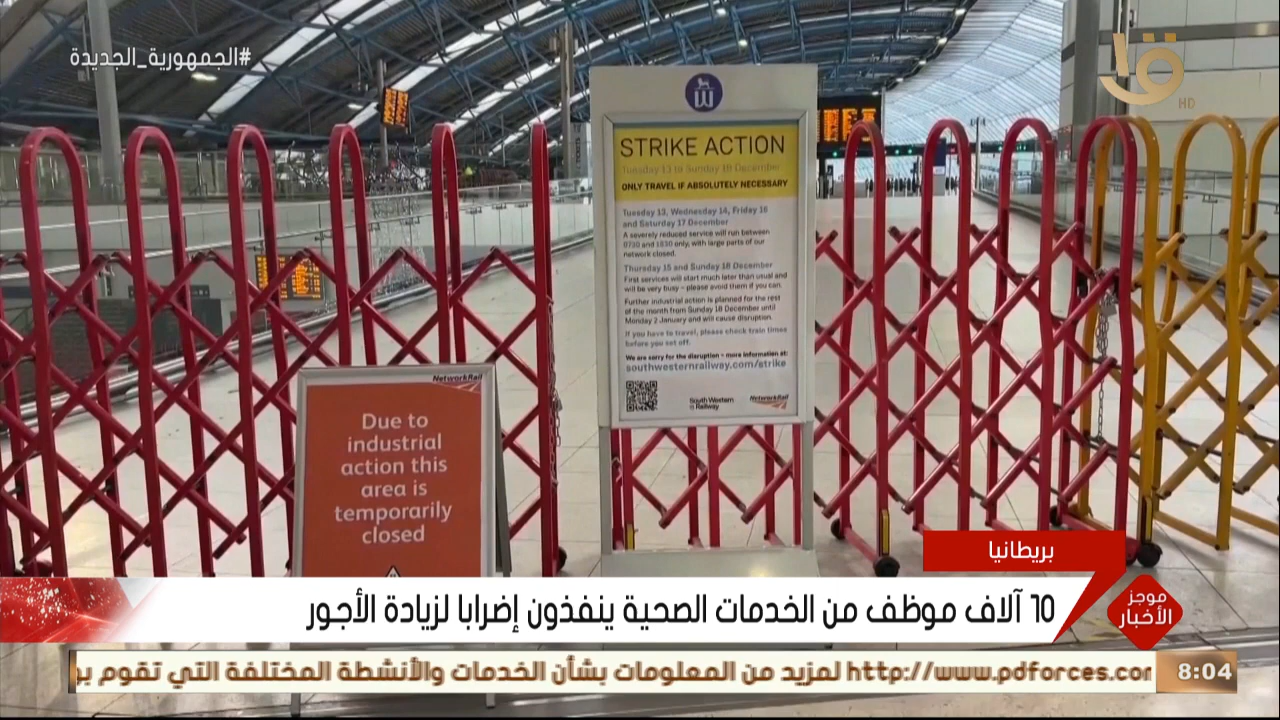 #الجمهورية_الجديدة
HD
STRIKE ACTION
Tuesday 13 to Sunday 18 December
ONLY TRAVEL IF ABSOLUTELY NECESSARY
Tuesday 13, Wednesday 14, Friday 16
and Saturday 17 December
A severely reduced service will run between
0730 and 1830 only, with large parts of our
network closed.
Thursday 15 and Sunday 18 December
First services will start much later than usual and
will be very busy – please avoid them if you can.
Further industrial action is planned for the rest
of the month from Sunday 18 December until
Monday 2 January and will cause disruption.
If you have to travel, please check train times
before you set off.
We are sorry for the disruption – more information at:
southwesternrailway.com/strike
South Western
Railway
NetworkRail
NetworkRail
Due to
industrial
action this
area is
temporarily
closed
بريطانيا
10 آلاف موظف من الخدمات الصحية ينفذون إضرابا لزيادة الأجور
موجز
الأخبار
http://www.pdforces.com لمزيد من المعلومات بشأن الخدمات والأنشطة المختلفة التي تقوم
8:04